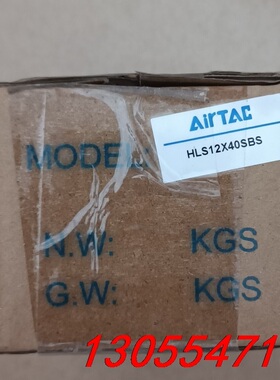 AirTAC
HLS12X40SBS
MODEL:
N.W: KGS
G.W: KGS
13055471